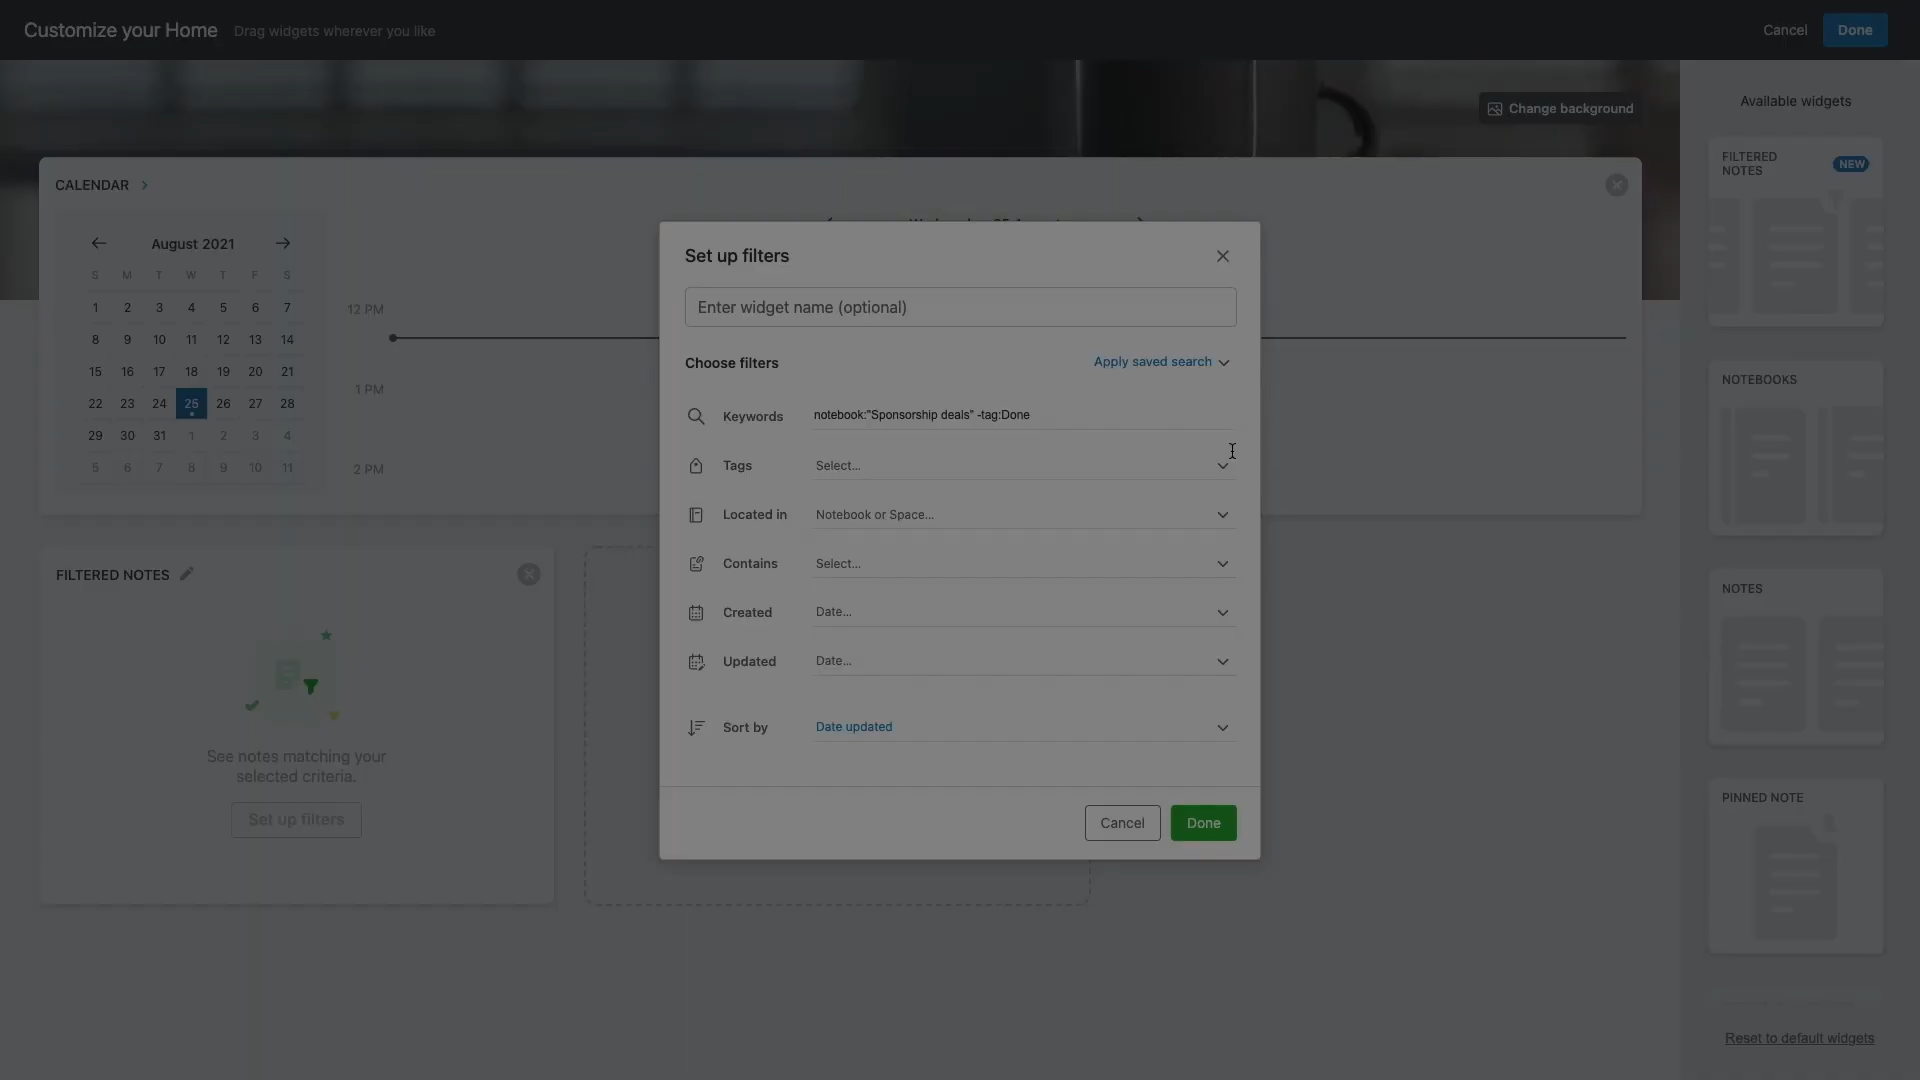 Customize your Home Drag widgets wherever you like
Cancel Done
Change background
Available widgets
CALENDAR
August 2021
S M T W T F S
1 2 3 4 5 6 7
8 9 10 11 12 13 14
15 16 17 18 19 20 21
22 23 24 25 26 27 28
29 30 31 1 2 3 4
5 6 7 8 9 10 11
12 PM
1 PM
2 PM
FILTERED NOTES
See notes matching your
selected criteria.
Set up filters
Set up filters
Enter widget name (optional)
Choose filters Apply saved search
Keywords notebook:"Sponsorship deals" -tag:Done
Tags Select...
Located in Notebook or Space...
Contains Select...
Created Date...
Updated Date...
Sort by Date updated
Cancel Done
FILTERED
NOTES
NEW
NOTEBOOKS
NOTES
PINNED NOTE
Reset to default widgets